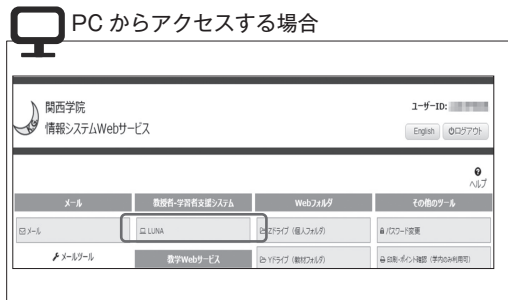 PC からアクセスする場合
関西学院
情報システムWebサービス
ユーザーID:
English
ログアウト
ヘルプ
メール
教授者-学習者支援システム
Webフォルダ
その他のツール
メール
LUNA
Zドライブ（個人フォルダ）
パスワード変更
メールツール
教学Webサービス
Yドライブ（教材フォルダ）
印刷・ポイント確認（学内のみ利用可）